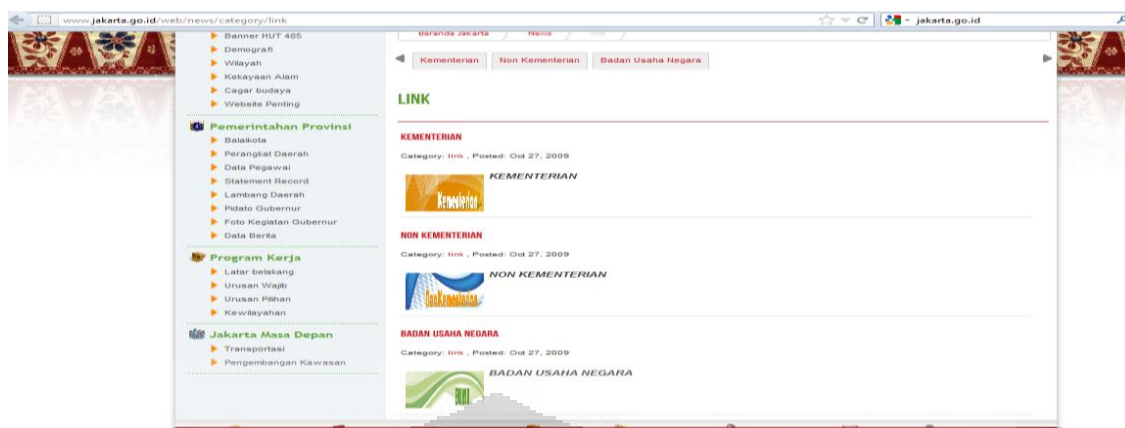 www.jakarta.go.id/web/news/category/link
jakarta.go.id
Banner HUT 485
Demografi
Wilayah
Kekayaan Alam
Cagar budaya
Website Penting
Pemerintahan Provinsi
Balaikota
Perangkat Daerah
Data Pegawai
Statement Record
Lambang Daerah
Pidato Gubernur
Foto Kegiatan Gubernur
Data Berita
Program Kerja
Latar belakang
Urusan Wajib
Urusan Pilihan
Kewilayahan
Jakarta Masa Depan
Transportasi
Pengembangan Kawasan
Beranda Jakarta / News / link /
Kementerian Non Kementerian Badan Usaha Negara
LINK
KEMENTERIAN
Category: link , Posted: Oct 27, 2009
KEMENTERIAN
Kementerian
NON KEMENTERIAN
Category: link , Posted: Oct 27, 2009
NON KEMENTERIAN
NonKementerian
BADAN USAHA NEGARA
Category: link , Posted: Oct 27, 2009
BADAN USAHA NEGARA
BUMN